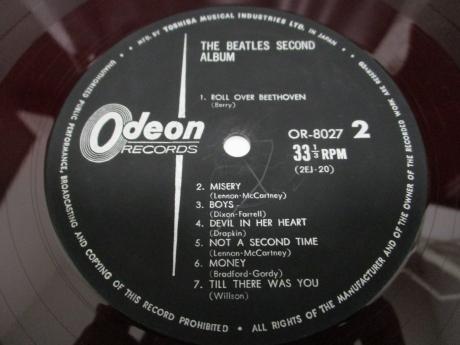 MFD. BY TOSHIBA MUSICAL INDUSTRIES LTD. IN JAPAN. • ALL RIGHTS OF THE MANUFACTURER AND OF THE OWNER OF THE RECORDED WORK ARE RESERVED
UNAUTHORISED PUBLIC PERFORMANCE, BROADCASTING AND COPYING OF THIS RECORD PROHIBITED •
THE BEATLES SECOND
ALBUM
1. ROLL OVER BEETHOVEN
(Berry)
Odeon
RECORDS
OR-8027 2
33 1/3 RPM
(2EJ-20)
2. MISERY
(Lennon-McCartney)
3. BOYS
(Dixon-Farrell)
4. DEVIL IN HER HEART
(Drapkin)
5. NOT A SECOND TIME
(Lennon-McCartney)
6. MONEY
(Bradford-Gordy)
7. TILL THERE WAS YOU
(Willson)